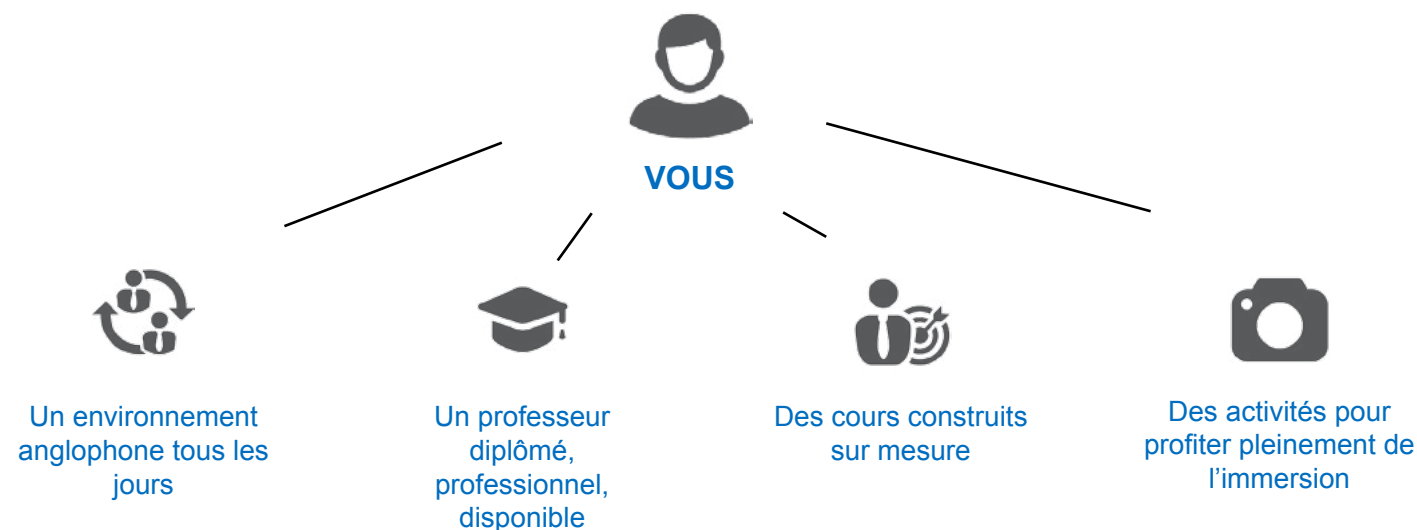 VOUS
Un environnement
anglophone tous les
jours
Un professeur
diplômé,
professionnel,
disponible
Des cours construits
sur mesure
Des activités pour
profiter pleinement de
l’immersion